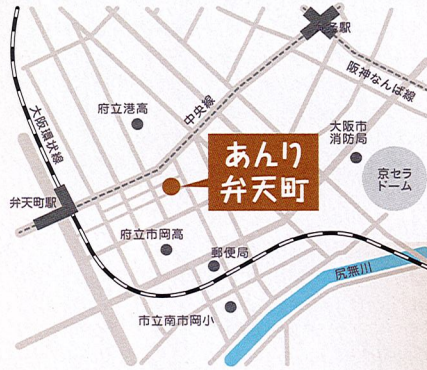 駅
阪神なんば線
府立港高
中央線
大阪環状線
大阪市
消防局
あんり
弁天町
京セラ
ドーム
弁天町駅
府立市岡高
郵便局
尻無川
市立南市岡小